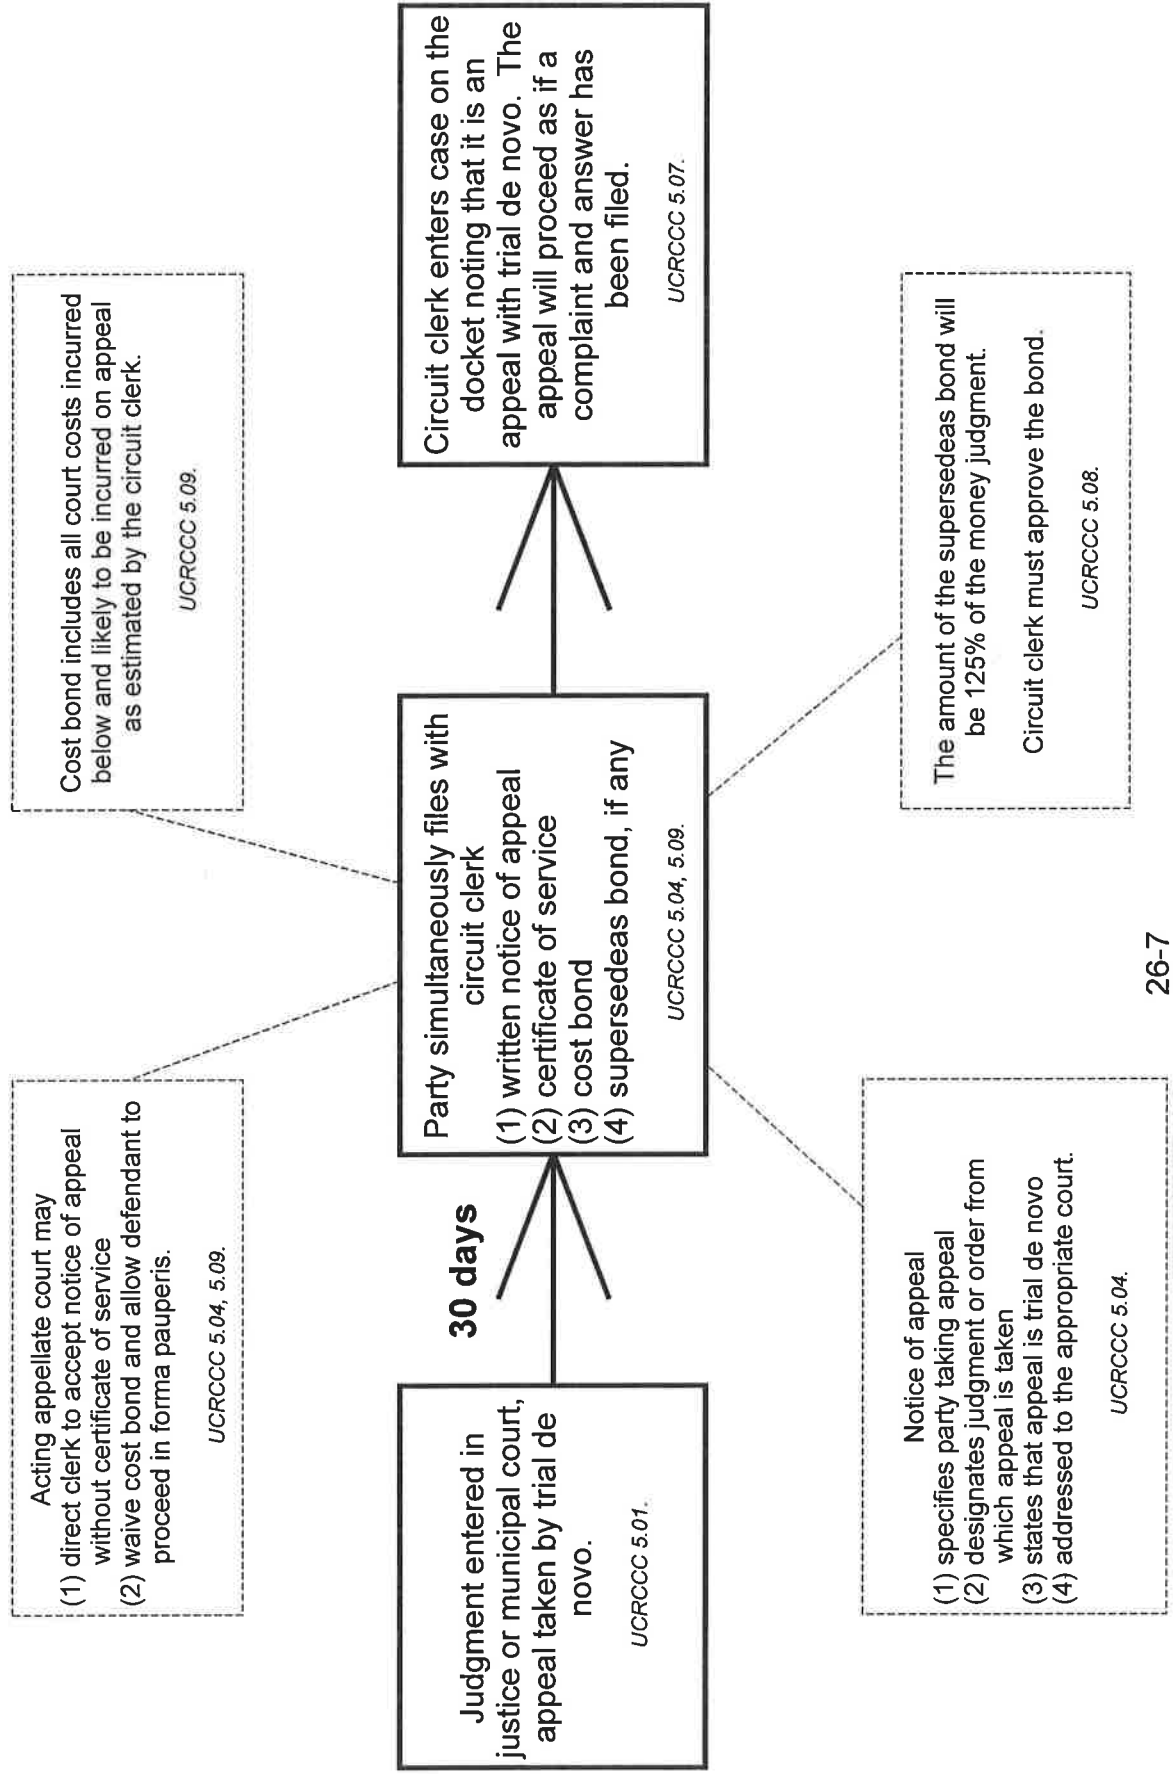 Acting appellate court may
(1) direct clerk to accept notice of appeal
without certificate of service
(2) waive cost bond and allow defendant to
proceed in forma pauperis.
UCRCCC 5.04, 5.09.
Cost bond includes all court costs incurred
below and likely to be incurred on appeal
as estimated by the circuit clerk.
UCRCCC 5.09.
Judgment entered in
justice or municipal court,
appeal taken by trial de
novo.
UCRCCC 5.01.
30 days
Party simultaneously files with
circuit clerk
(1) written notice of appeal
(2) certificate of service
(3) cost bond
(4) supersedeas bond, if any
UCRCCC 5.04, 5.09.
Circuit clerk enters case on the
docket noting that it is an
appeal with trial de novo. The
appeal will proceed as if a
complaint and answer has
been filed.
UCRCCC 5.07.
Notice of appeal
(1) specifies party taking appeal
(2) designates judgment or order from
which appeal is taken
(3) states that appeal is trial de novo
(4) addressed to the appropriate court.
UCRCCC 5.04.
The amount of the supersedeas bond will
be 125% of the money judgment.
Circuit clerk must approve the bond.
UCRCCC 5.08.
26-7